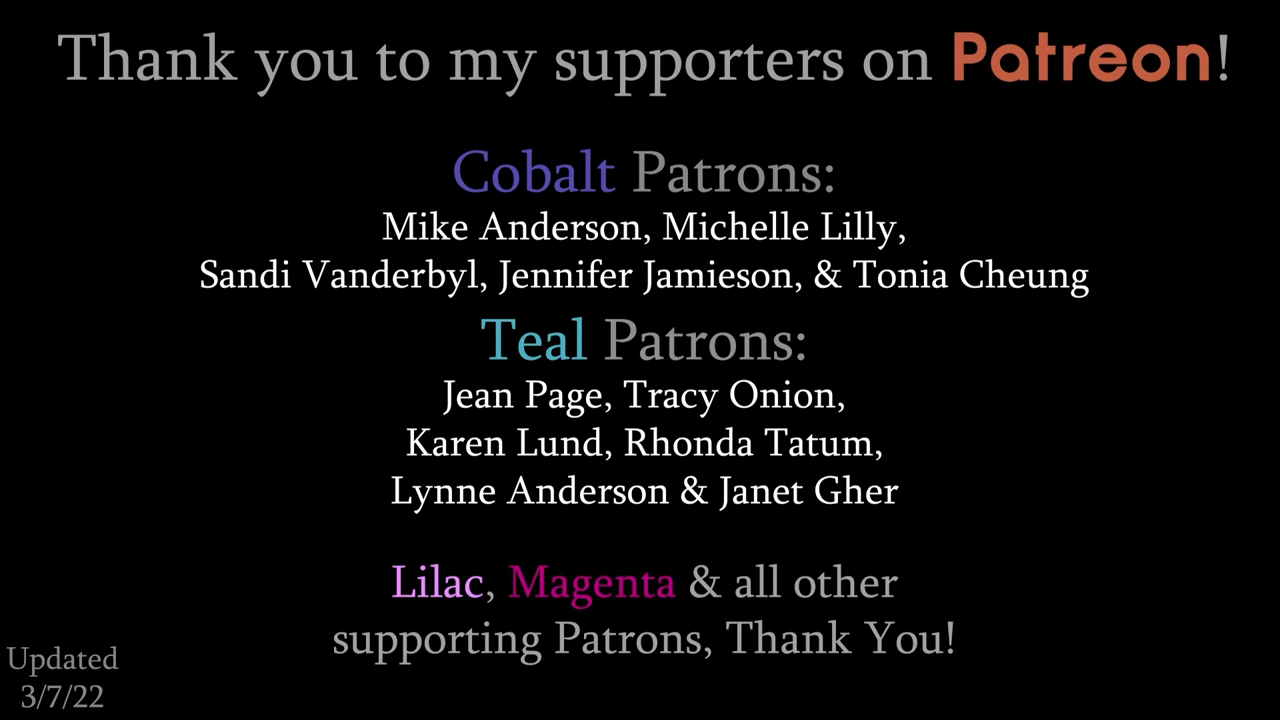 Thank you to my supporters on Patreon!
Cobalt Patrons:
Mike Anderson, Michelle Lilly,
Sandi Vanderbyl, Jennifer Jamieson, & Tonia Cheung
Teal Patrons:
Jean Page, Tracy Onion,
Karen Lund, Rhonda Tatum,
Lynne Anderson & Janet Gher
Lilac, Magenta & all other
supporting Patrons, Thank You!
Updated
3/7/22